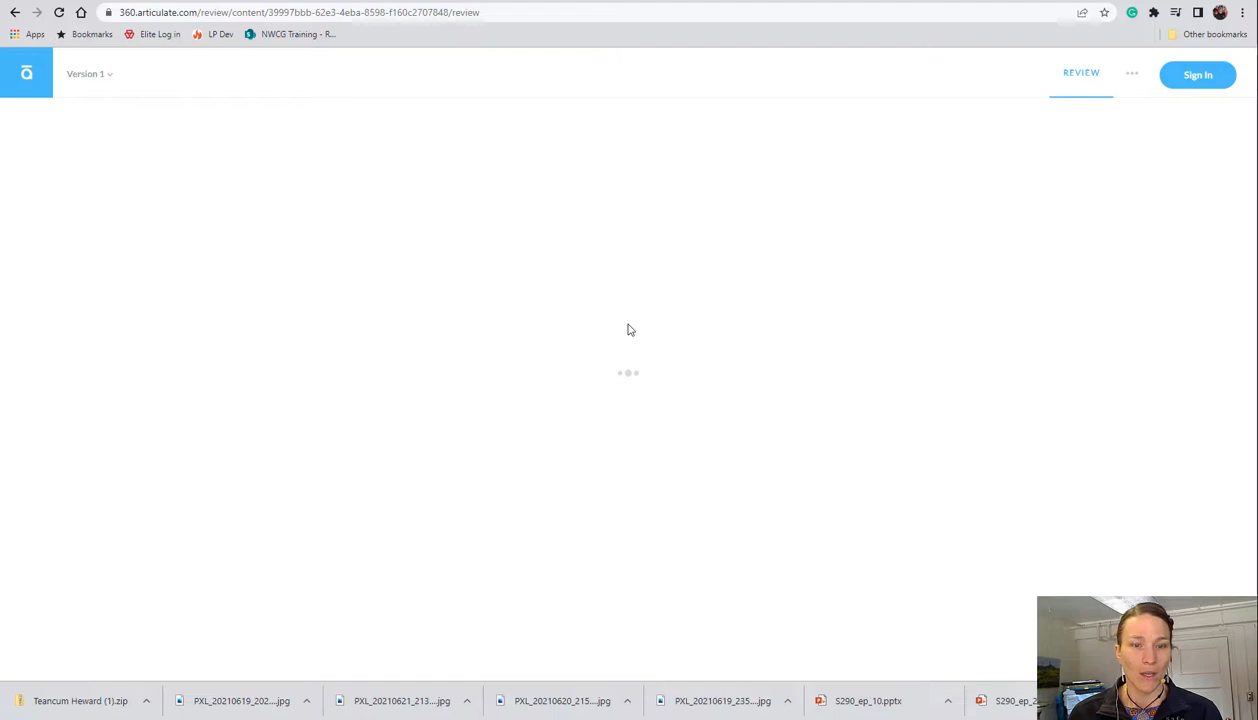 360.articulate.com/review/content/39997bbb-62e3-4eba-8598-f160c2707848/review
Apps Bookmarks Elite Log in LP Dev NWCG Training - R... Other bookmarks
ā Version 1 REVIEW ••• Sign In
Teancum Heward (1).zip PXL_20210619_202....jpg PXL_20210621_213....jpg PXL_20210620_215....jpg PXL_20210619_235....jpg S290_ep_10.pptx S290_ep_2